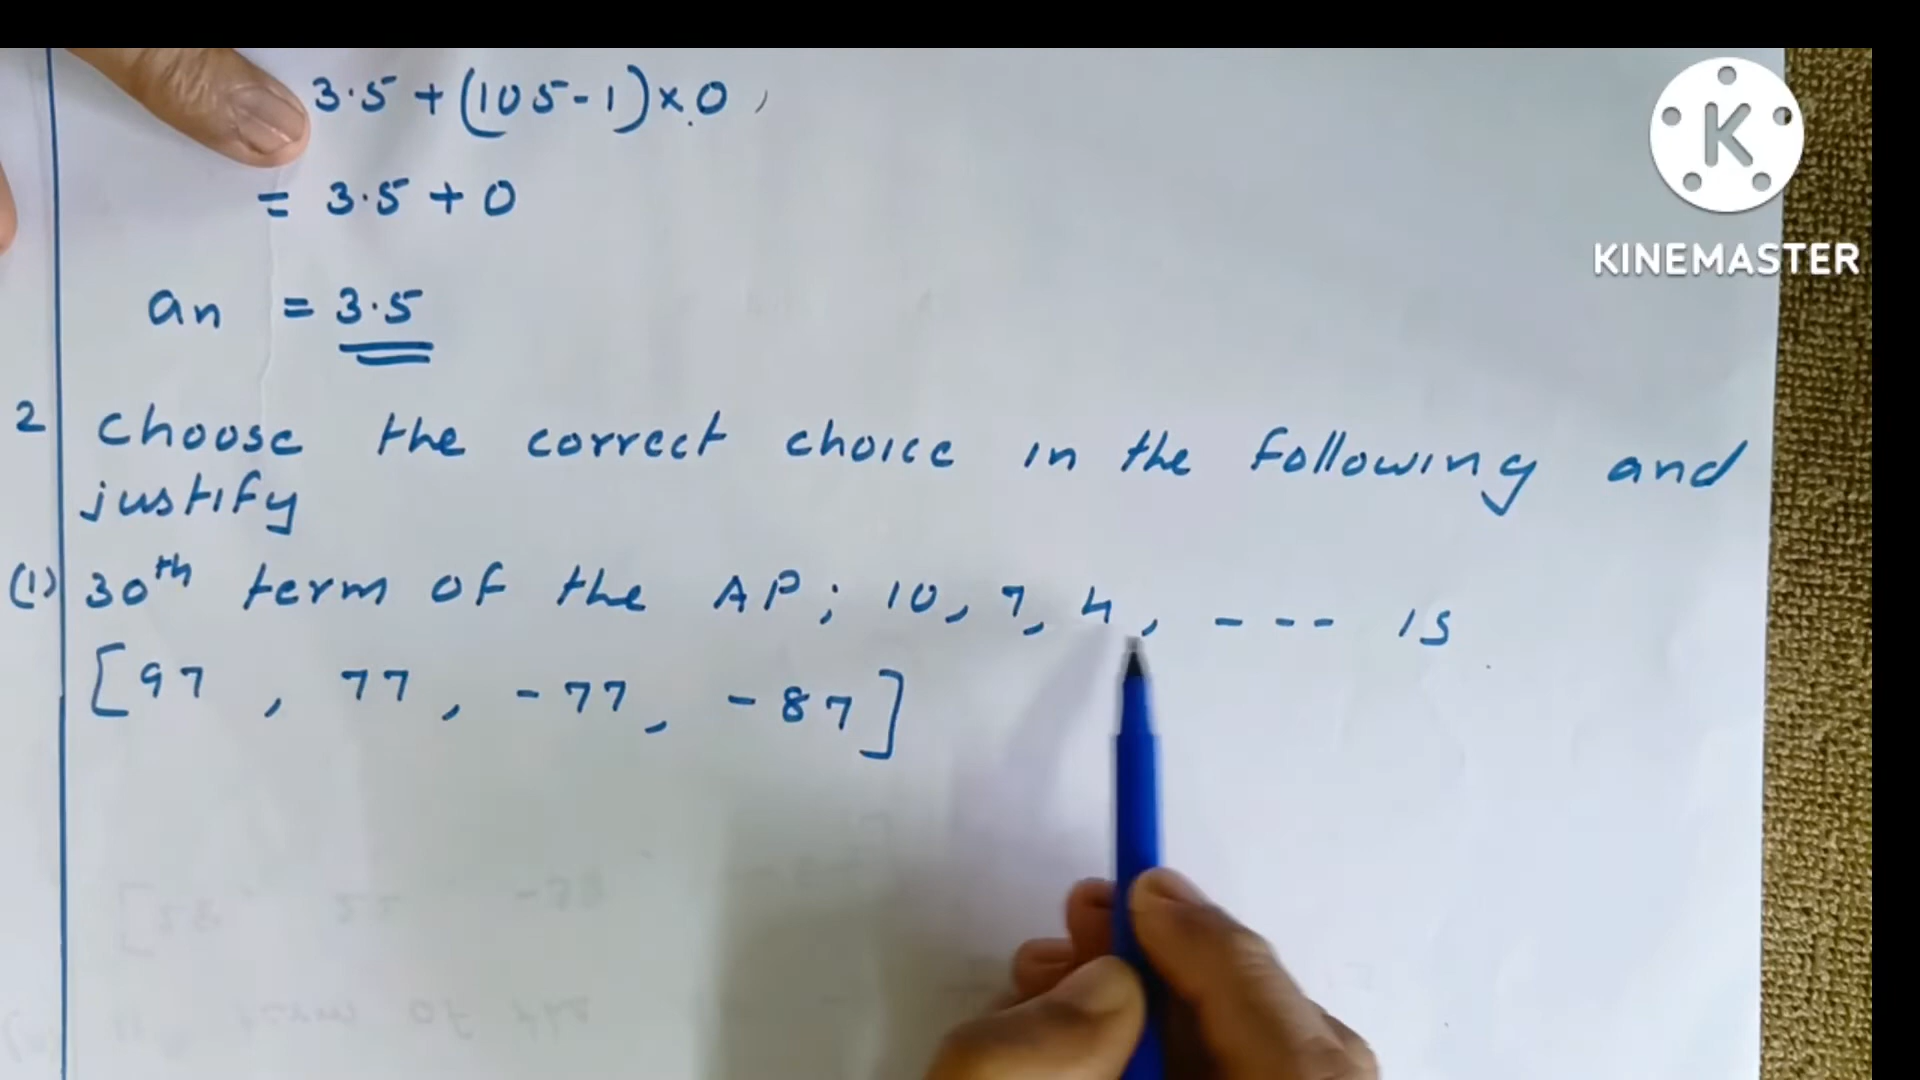 3.5 + (105-1) x 0
= 3.5 + 0
an = 3.5
2 choose the correct choice in the following and
justify
(1) 30th term of the AP; 10, 7, 4, --- is
[97, 77, -77, -87]
K
KINEMASTER